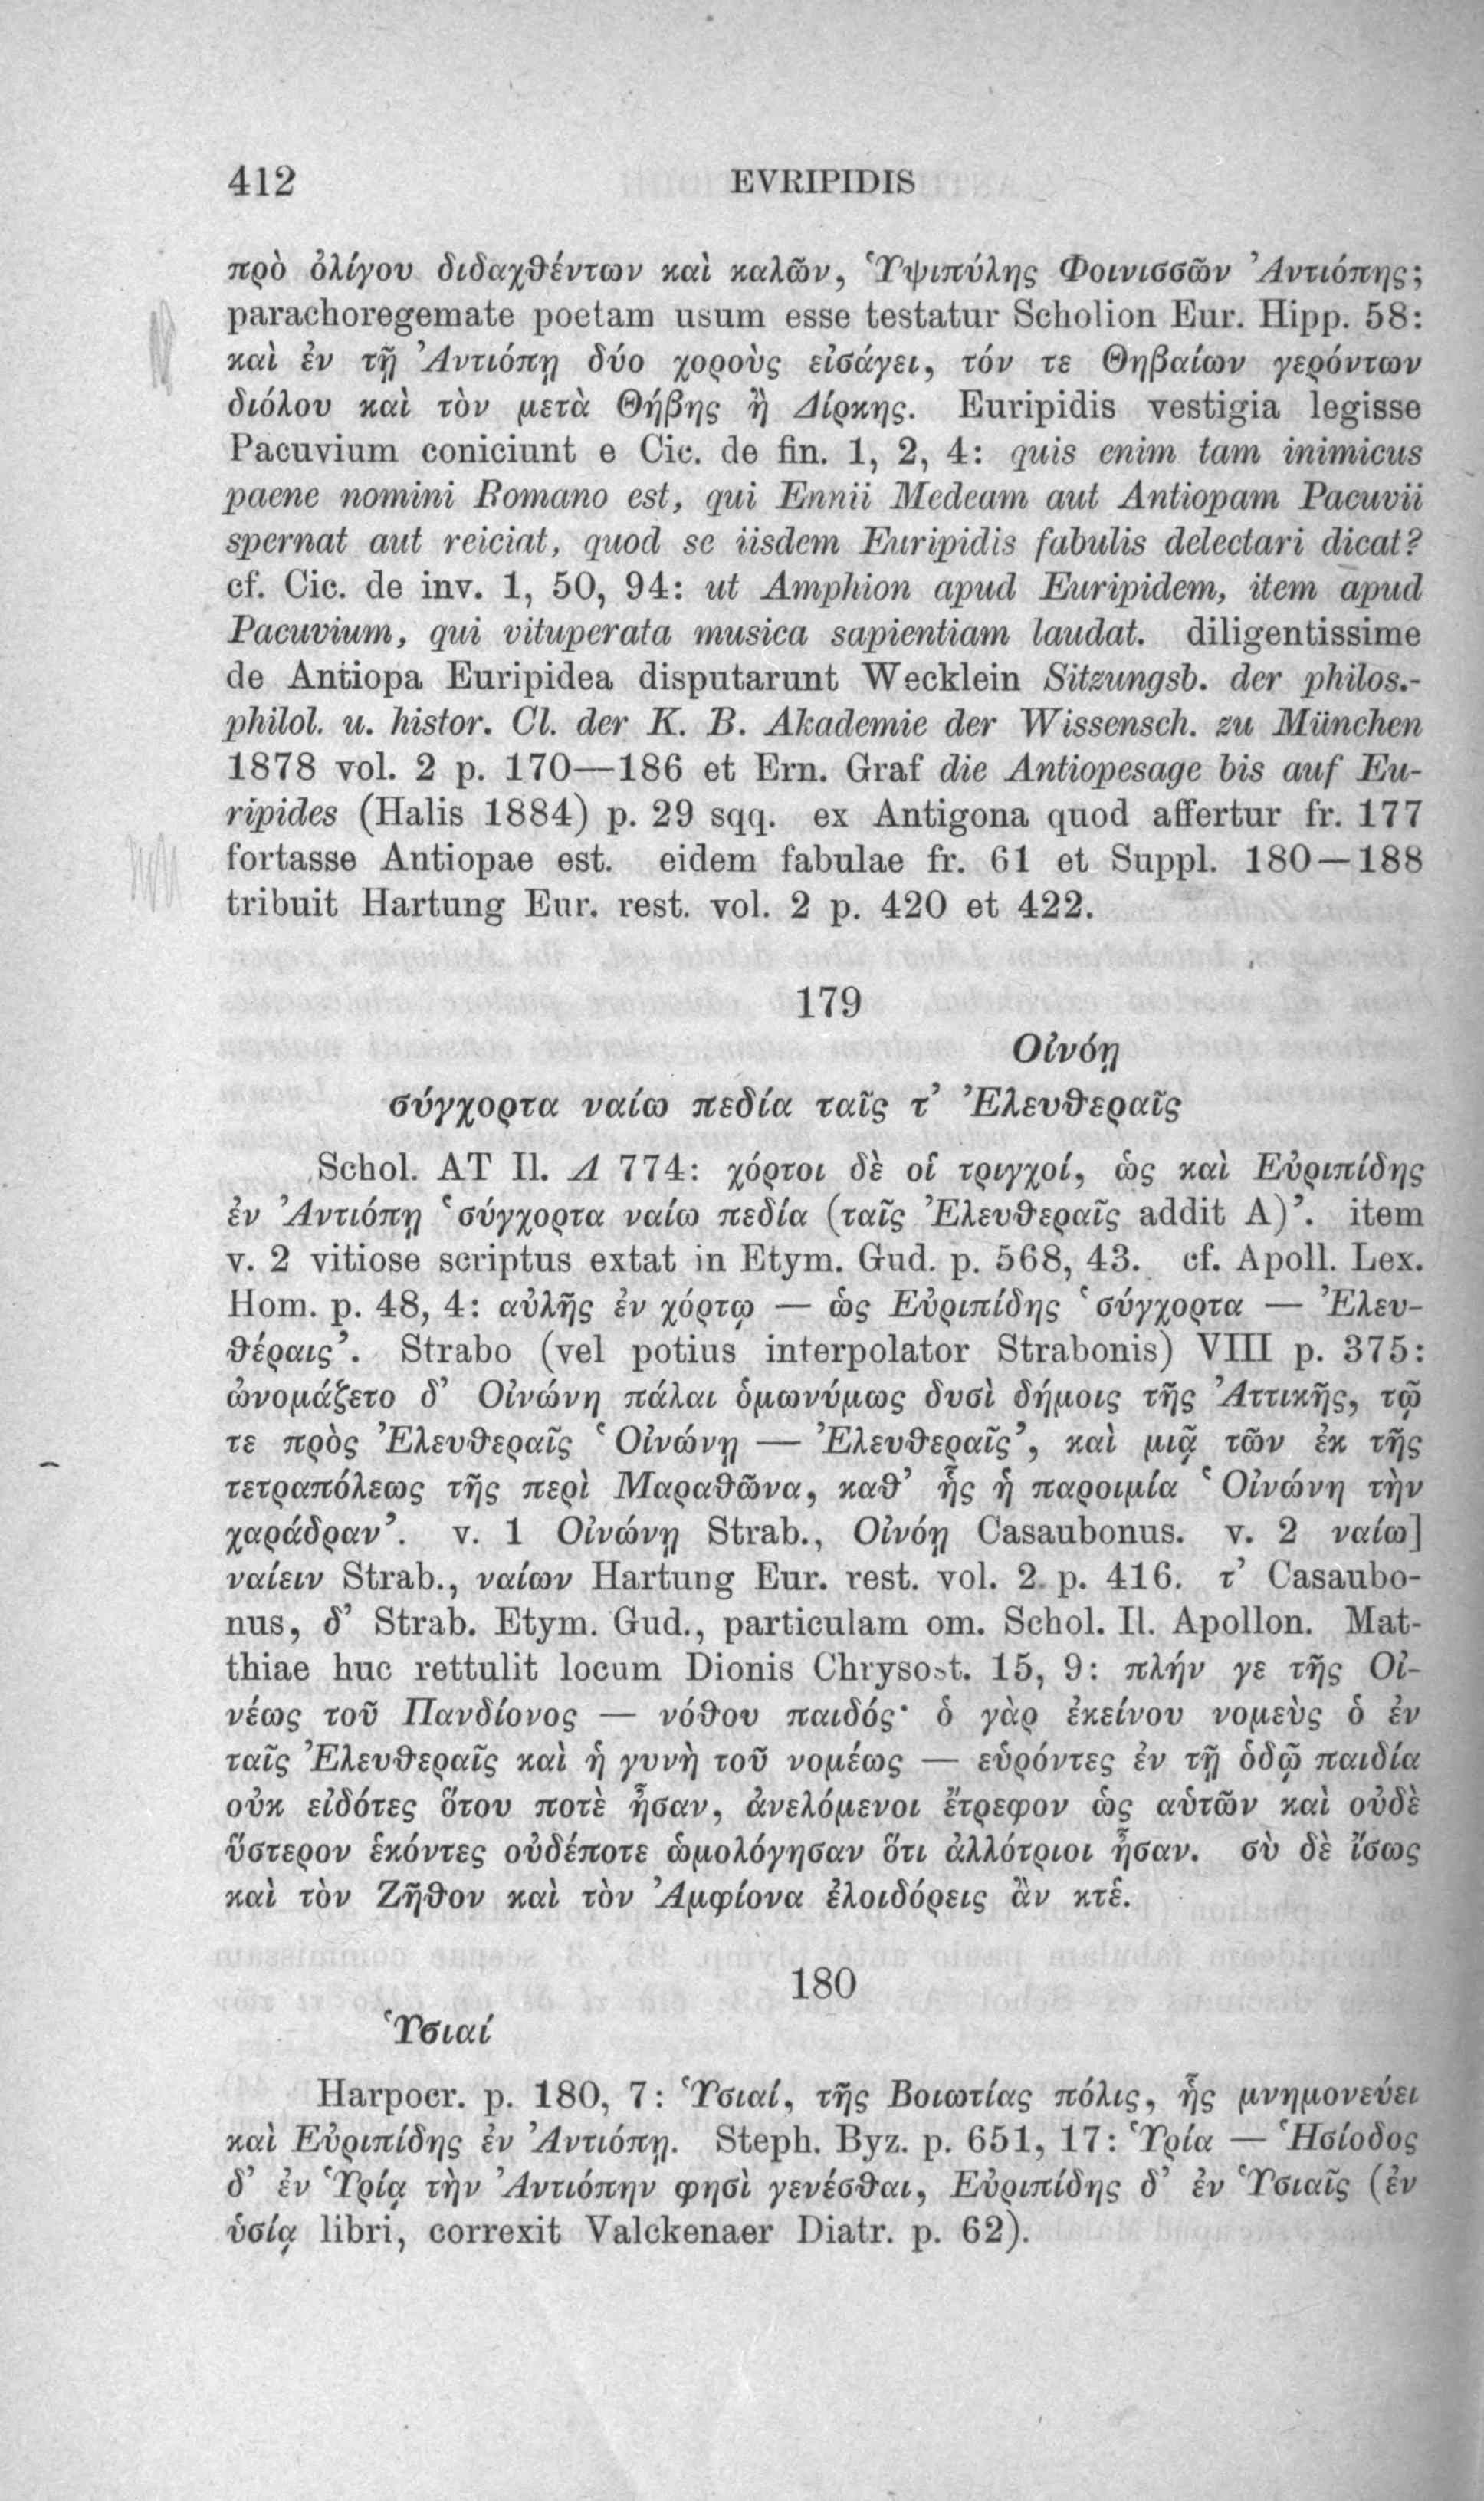 412 EVRIPIDIS
πρὸ ὀλίγου διδαχθέντων καὶ καλῶν, Ὑψιπύλης Φοινισσῶν Ἀντιόπης;
parachoregemate poetam usum esse testatur Scholion Eur. Hipp. 58:
καὶ ἐν τῇ Ἀντιόπῃ δύο χοροὺς εἰσάγει, τόν τε Θηβαίων γερόντων
διόλου καὶ τὸν μετὰ Θήβης ἢ Δίρκης. Euripidis vestigia legisse
Pacuvium coniciunt e Cic. de fin. 1, 2, 4: quis enim tam inimicus
paene nomini Romano est, qui Ennii Medeam aut Antiopam Pacuvii
spernat aut reiciat, quod se iisdem Euripidis fabulis delectari dicat?
cf. Cic. de inv. 1, 50, 94: ut Amphion apud Euripidem, item apud
Pacuvium, qui vituperata musica sapientiam laudat. diligentissime
de Antiopa Euripidea disputarunt Wecklein Sitzungsb. der philos.-
philol. u. histor. Cl. der K. B. Akademie der Wissensch. zu München
1878 vol. 2 p. 170—186 et Ern. Graf die Antiopesage bis auf Eu-
ripides (Halis 1884) p. 29 sqq. ex Antigona quod affertur fr. 177
fortasse Antiopae est. eidem fabulae fr. 61 et Suppl. 180—188
tribuit Hartung Eur. rest. vol. 2 p. 420 et 422.
179
Οἰνόῃ
σύγχορτα ναίω πεδία ταῖς τ’ Ἐλευθεραῖς
Schol. AT Il. Λ 774: χόρτοι δὲ οἱ τριγχοί, ὡς καὶ Εὐριπίδης
ἐν Ἀντιόπῃ ‘σύγχορτα ναίω πεδία (ταῖς Ἐλευθεραῖς addit A)’. item
v. 2 vitiose scriptus extat in Etym. Gud. p. 568, 43. cf. Apoll. Lex.
Hom. p. 48, 4: αὐλῆς ἐν χόρτῳ — ὡς Εὐριπίδης ‘σύγχορτα — Ἐλευ-
θέραις’. Strabo (vel potius interpolator Strabonis) VIII p. 375:
ὠνομάζετο δ’ Οἰνώνη πάλαι ὁμωνύμως δυσὶ δήμοις τῆς Ἀττικῆς, τῷ
τε πρὸς Ἐλευθεραῖς ‘Οἰνώνῃ — Ἐλευθεραῖς’, καὶ μιᾷ τῶν ἐκ τῆς
τετραπόλεως τῆς περὶ Μαραθῶνα, καθ’ ἧς ἡ παροιμία ‘Οἰνώνη τὴν
χαράδραν’. v. 1 Οἰνώνῃ Strab., Οἰνόῃ Casaubonus. v. 2 ναίω]
ναίειν Strab., ναίων Hartung Eur. rest. vol. 2 p. 416. τ’ Casaubo-
nus, δ’ Strab. Etym. Gud., particulam om. Schol. Il. Apollon. Mat-
thiae huc rettulit locum Dionis Chrysost. 15, 9: πλήν γε τῆς Οἰ-
νέως τοῦ Πανδίονος — νόθου παιδός· ὁ γὰρ ἐκείνου νομεὺς ὁ ἐν
ταῖς Ἐλευθεραῖς καὶ ἡ γυνὴ τοῦ νομέως — εὑρόντες ἐν τῇ ὁδῷ παιδία
οὐκ εἰδότες ὅτου ποτὲ ἦσαν, ἀνελόμενοι ἔτρεφον ὡς αὑτῶν καὶ οὐδὲ
ὕστερον ἑκόντες οὐδέποτε ὡμολόγησαν ὅτι ἀλλότριοι ἦσαν. σὺ δὲ ἴσως
καὶ τὸν Ζῆθον καὶ τὸν Ἀμφίονα ἐλοιδόρεις ἂν κτἑ.
180
Ὑσιαί
Harpocr. p. 180, 7: Ὑσιαί, τῆς Βοιωτίας πόλις, ἧς μνημονεύει
καὶ Εὐριπίδης ἐν Ἀντιόπῃ. Steph. Byz. p. 651, 17: Ὑρία — Ἡσίοδος
δ’ ἐν Ὑρίᾳ τὴν Ἀντιόπην φησὶ γενέσθαι, Εὐριπίδης δ’ ἐν Ὑσιαῖς (ἐν
ὑσίᾳ libri, correxit Valckenaer Diatr. p. 62).